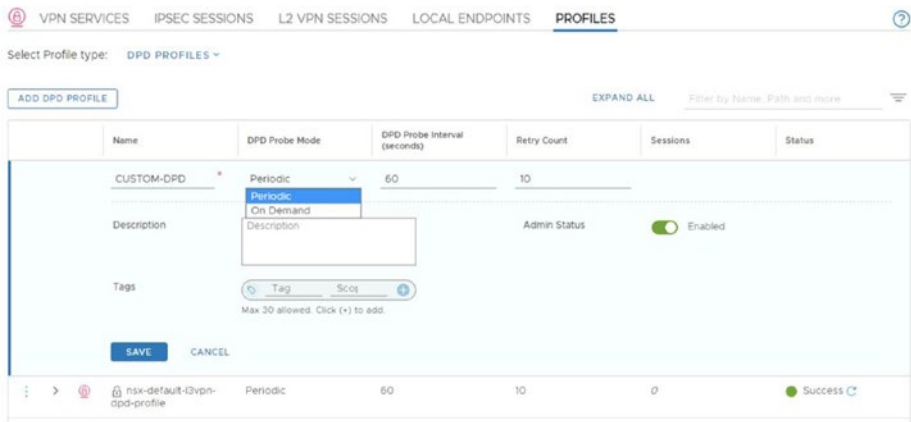 VPN SERVICES IPSEC SESSIONS L2 VPN SESSIONS LOCAL ENDPOINTS PROFILES ?
Select Profile type: DPD PROFILES
ADD DPD PROFILE EXPAND ALL Filter by Name, Path and more
Name DPD Probe Mode DPD Probe Interval (seconds) Retry Count Sessions Status
CUSTOM-DPD * Periodic 60 10
Periodic
On Demand
Description Description Admin Status Enabled
Tags Tag Scop
Max 30 allowed. Click (+) to add.
SAVE CANCEL
nsx-default-l3vpn- Periodic 60 10 0 Success
dpd-profile